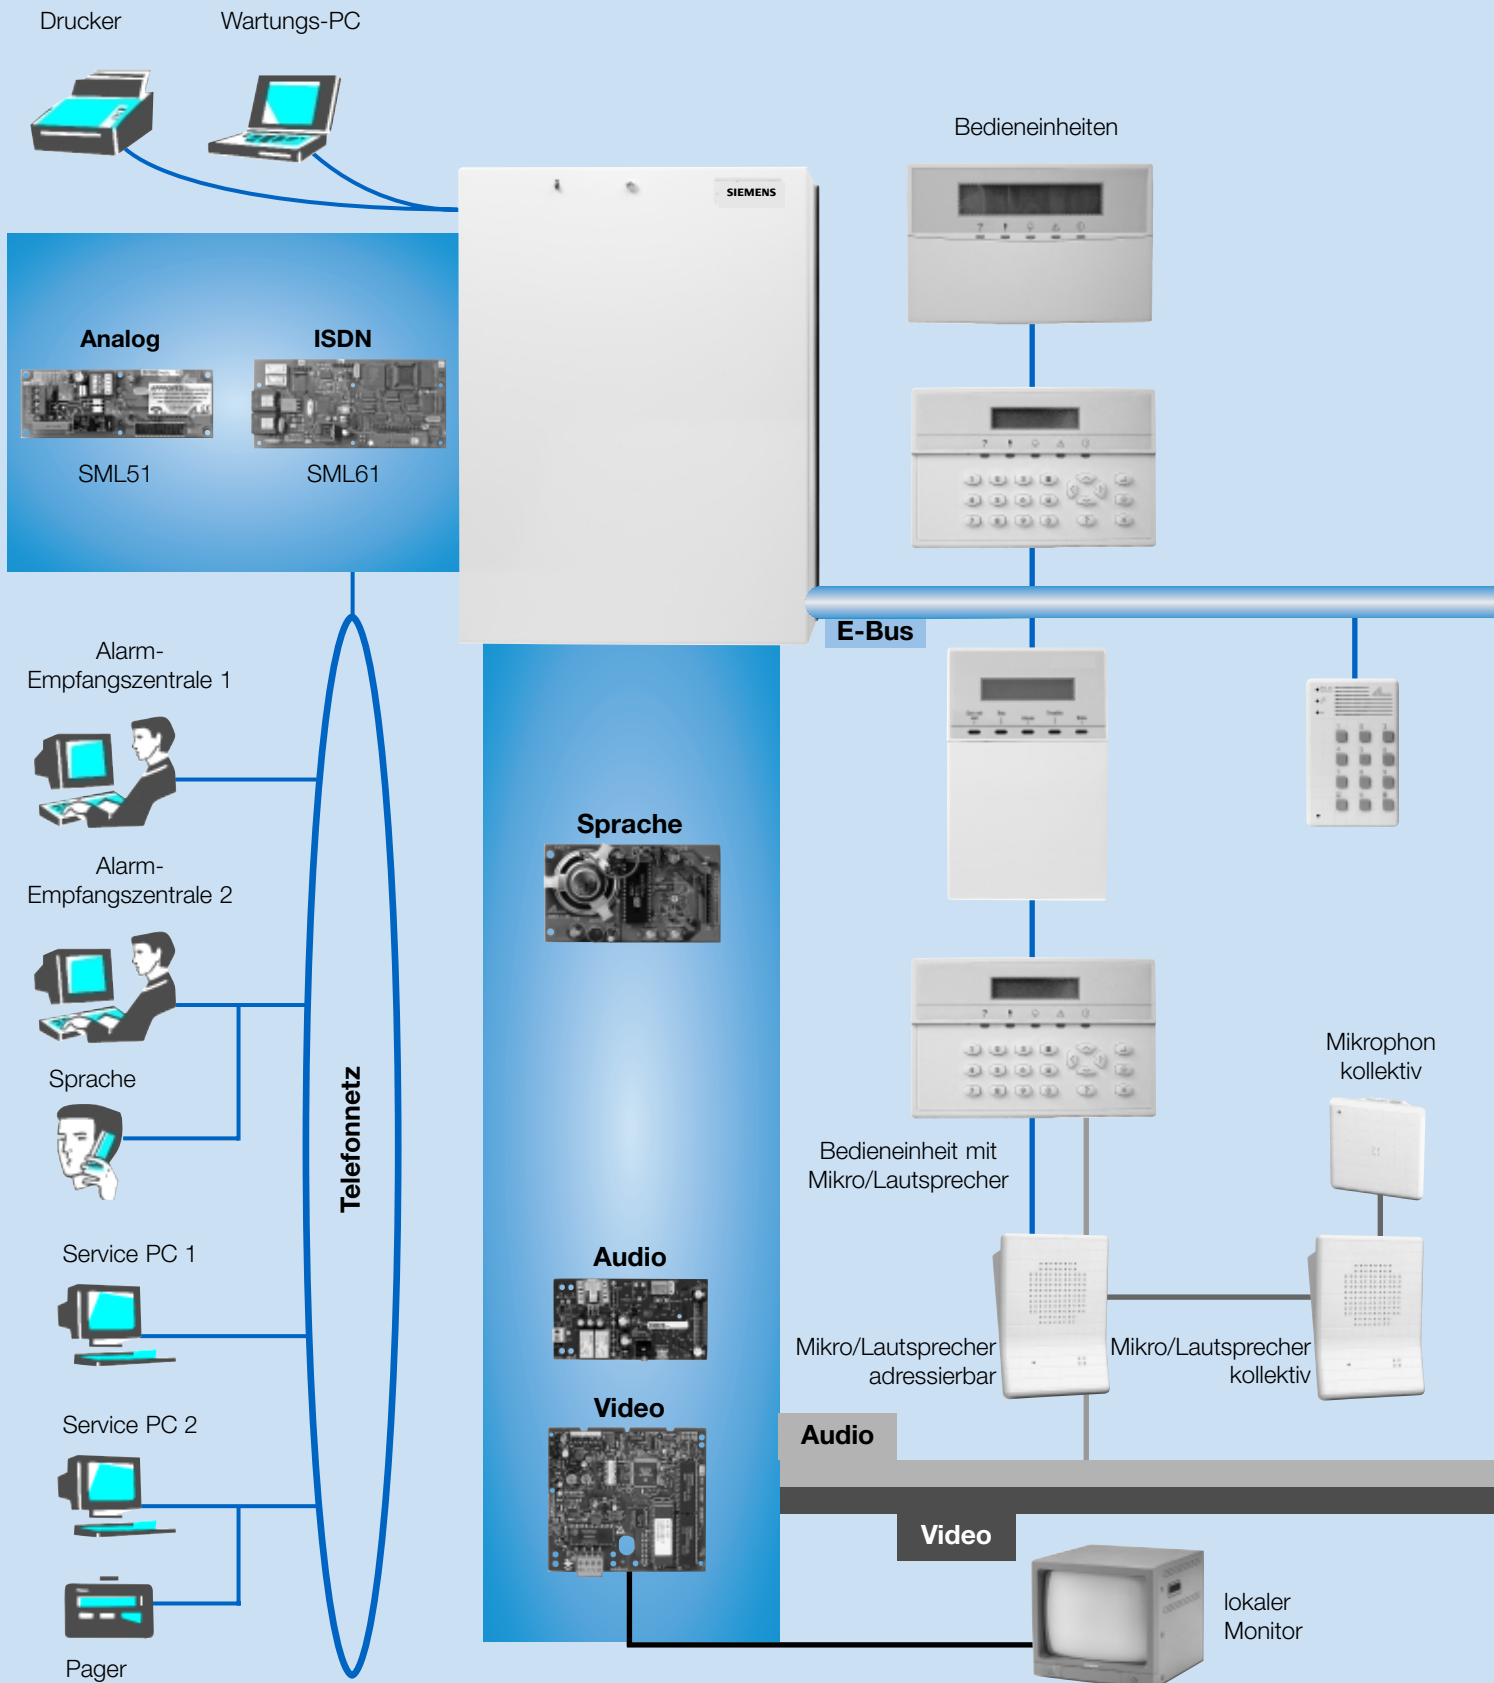 Drucker
Wartungs-PC
Bedieneinheiten
SIEMENS
Analog
ISDN
SML51
SML61
E-Bus
Alarm-
Empfangszentrale 1
Sprache
Alarm-
Empfangszentrale 2
Mikrophon
kollektiv
Sprache
Telefonnetz
Bedieneinheit mit
Mikro/Lautsprecher
Service PC 1
Audio
Mikro/Lautsprecher
adressierbar
Mikro/Lautsprecher
kollektiv
Video
Service PC 2
Audio
Video
lokaler
Monitor
Pager